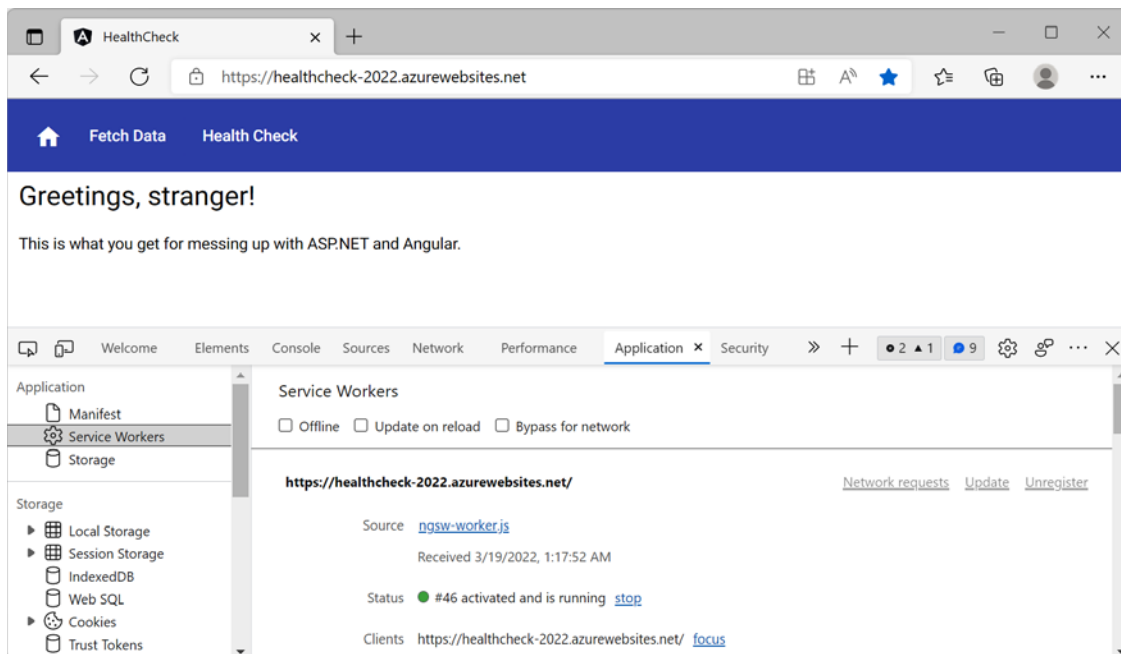 HealthCheck
https://healthcheck-2022.azurewebsites.net
Fetch Data Health Check
Greetings, stranger!
This is what you get for messing up with ASP.NET and Angular.
Welcome Elements Console Sources Network Performance Application Security 2 1 9
Application
Manifest
Service Workers
Storage
Storage
Local Storage
Session Storage
IndexedDB
Web SQL
Cookies
Trust Tokens
Service Workers
Offline Update on reload Bypass for network
https://healthcheck-2022.azurewebsites.net/ Network requests Update Unregister
Source ngsw-worker.js
Received 3/19/2022, 1:17:52 AM
Status #46 activated and is running stop
Clients https://healthcheck-2022.azurewebsites.net/ focus